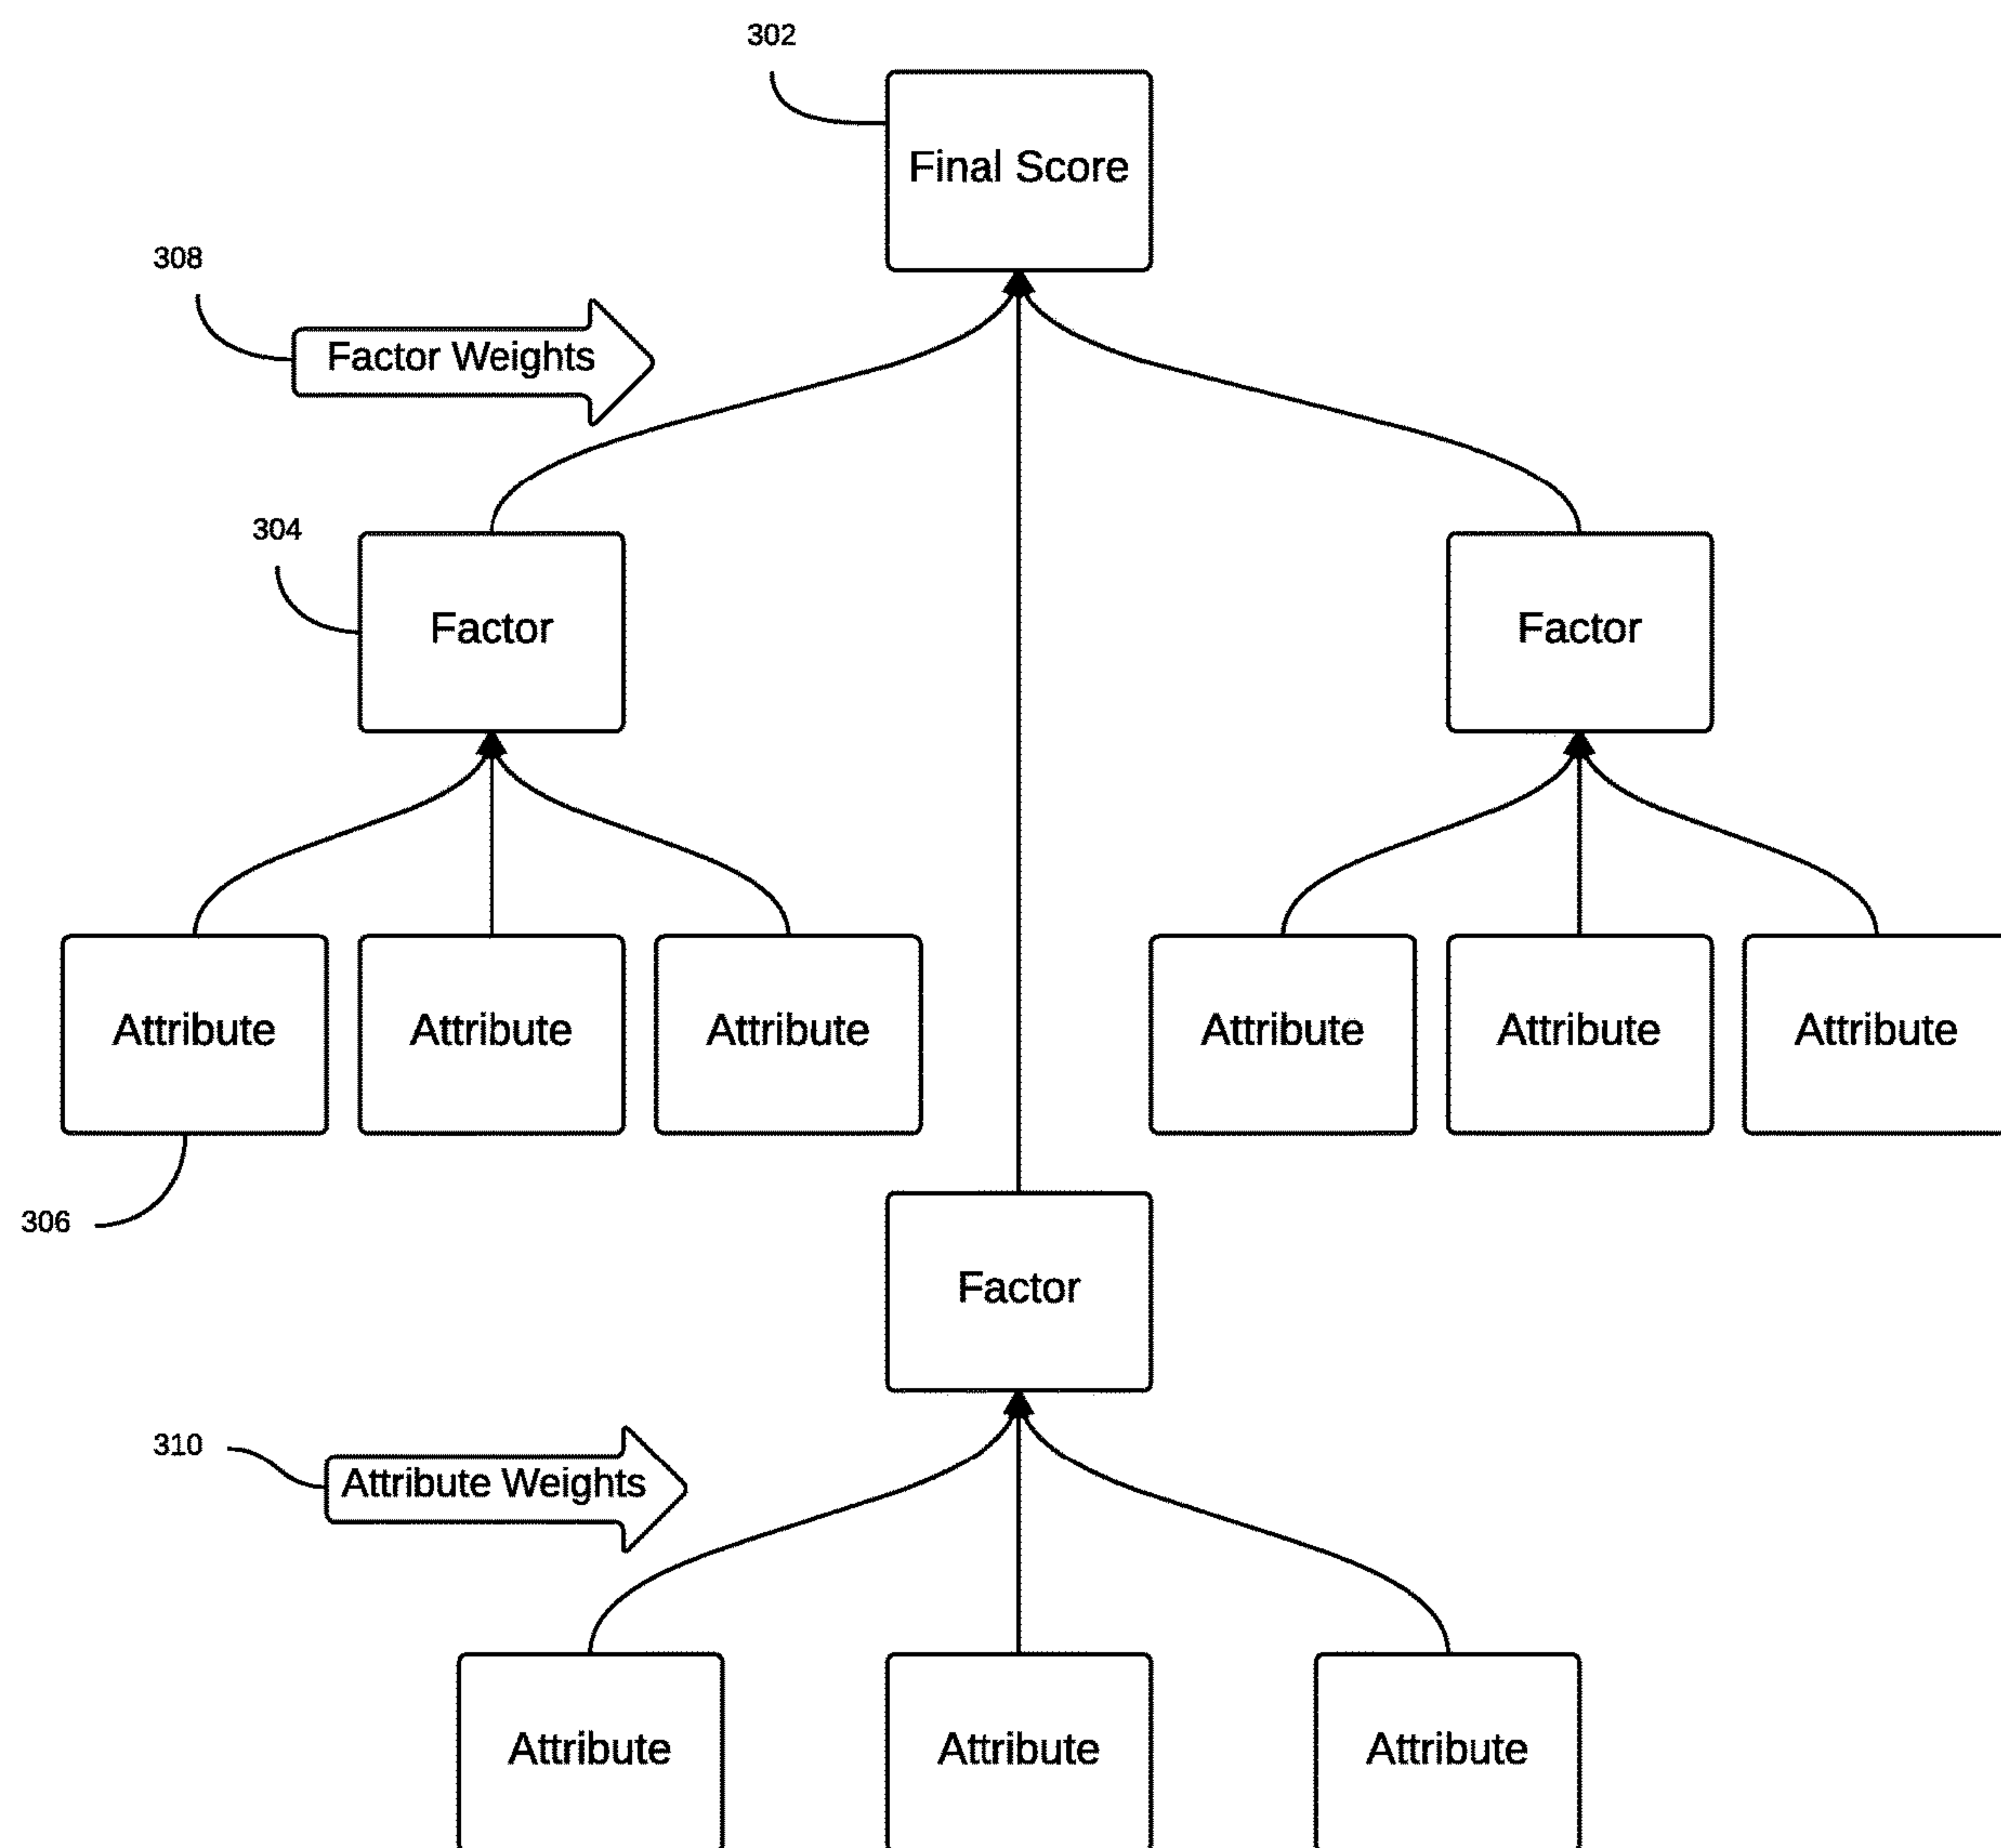 302
Final Score
308
Factor Weights
304
Factor
Factor
Attribute
Attribute
Attribute
Attribute
Attribute
Attribute
306
Factor
310
Attribute Weights
Attribute
Attribute
Attribute